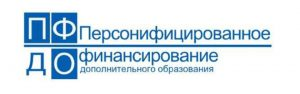 ПФ Персонифицированное
ДО финансирование
дополнительного образования